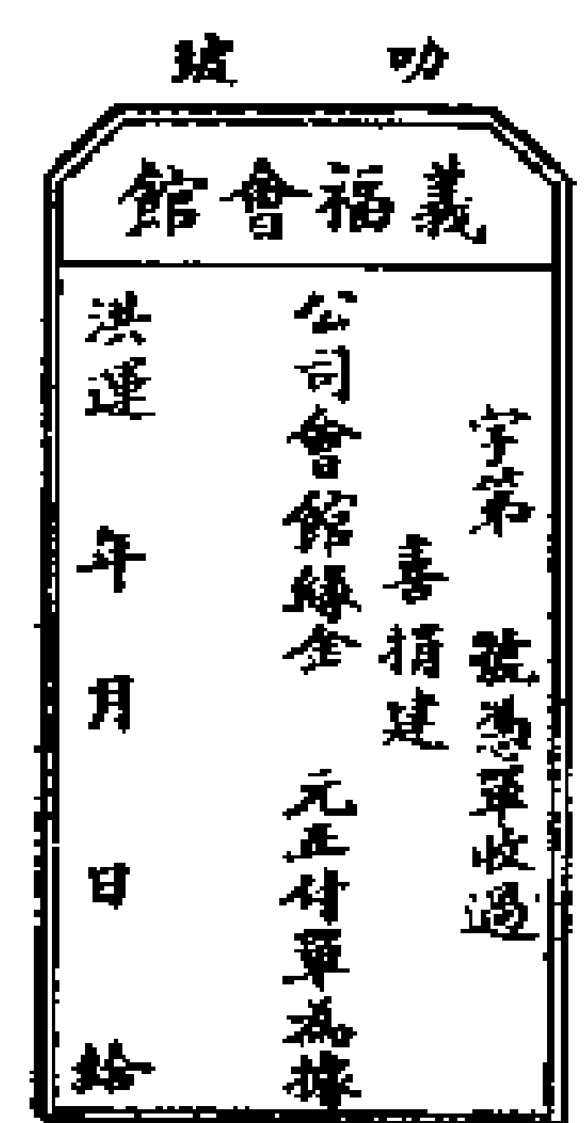 叻坡
義福會館
字第 號憑單收過
喜捐建
公司會館緣金 元正付單為據
洪運 年 月 日 給